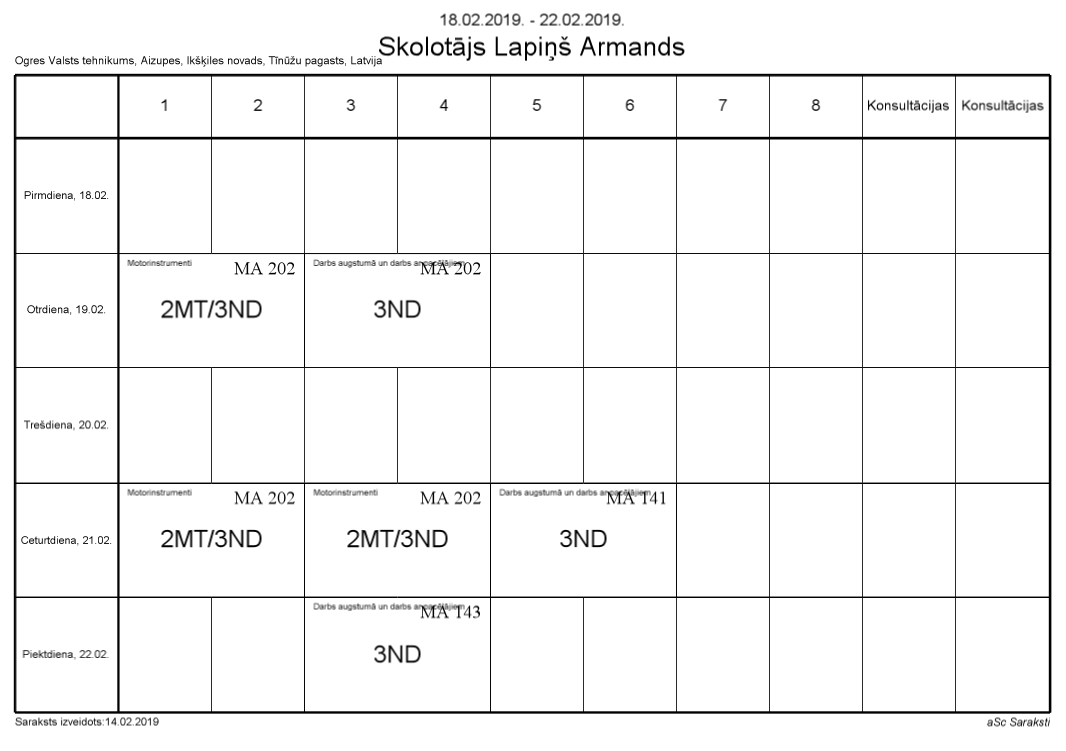 18.02.2019. - 22.02.2019.
Skolotājs Lapiņš Armands
Ogres Valsts tehnikums, Aizupes, Ikšķiles novads, Tīnūžu pagasts, Latvija
1 2 3 4 5 6 7 8 Konsultācijas Konsultācijas
Pirmdiena, 18.02.
Motorinstrumenti MA 202 Darbs augstumā un darbs ar MA 202
Otrdiena, 19.02. 2MT/3ND 3ND
Trešdiena, 20.02.
Motorinstrumenti MA 202 Motorinstrumenti MA 202 Darbs augstumā un darbs ar MA T41
Ceturtdiena, 21.02. 2MT/3ND 2MT/3ND 3ND
Darbs augstumā un darbs ar MA T43
Piektdiena, 22.02. 3ND
Saraksts izveidots:14.02.2019 aSc Saraksti